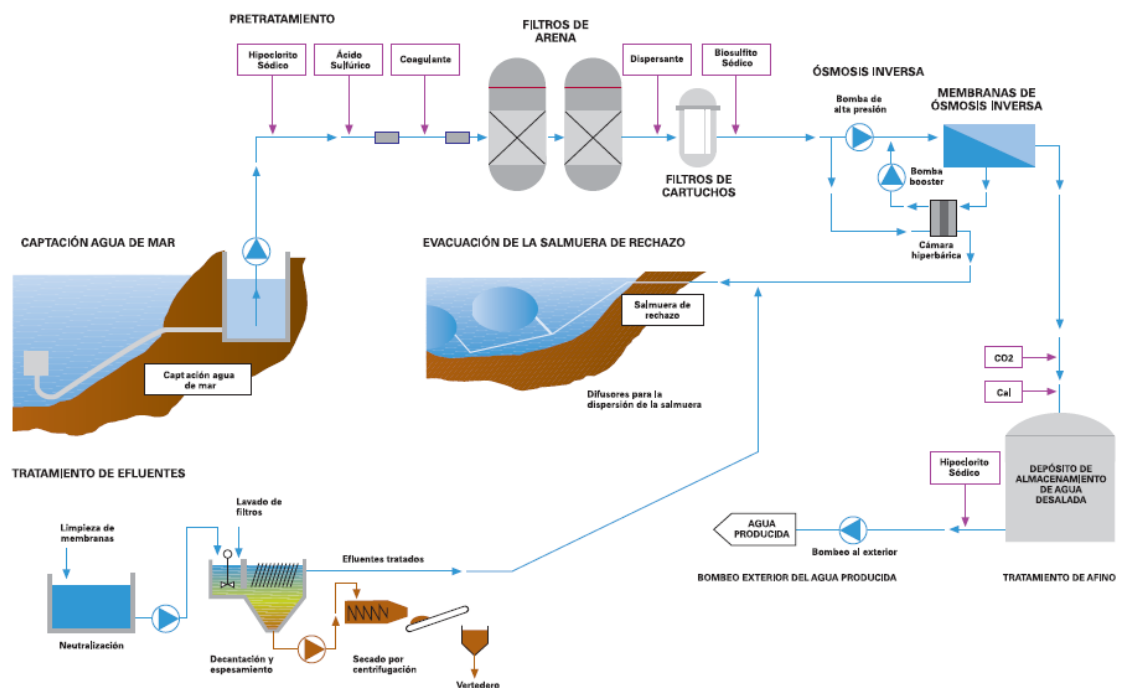 PRETRATAMIENTO
Hipoclorito
Sódico
Ácido
Sulfúrico
Coagulante
FILTROS DE
ARENA
Dispersante
Biosulfito
Sódico
FILTROS DE
CARTUCHOS
ÓSMOSIS INVERSA
Bomba de
alta presión
MEMBRANAS DE
ÓSMOSIS INVERSA
Bomba
booster
Cámara
hiperbárica
CAPTACIÓN AGUA DE MAR
Captación agua
de mar
EVACUACIÓN DE LA SALMUERA DE RECHAZO
Salmuera de
rechazo
Difusores para la
dispersión de la salmuera
CO2
Cal
DEPÓSITO DE
ALMACENAMIENTO
DE AGUA
DESALADA
Hipoclorito
Sódico
AGUA
PRODUCIDA
Bombeo al exterior
BOMBEO EXTERIOR DEL AGUA PRODUCIDA
TRATAMIENTO DE AFINO
TRATAMIENTO DE EFLUENTES
Limpieza de
membranas
Lavado de
filtros
Efluentes tratados
Neutralización
Decantación y
espesamiento
Secado por
centrifugación
Vertedero